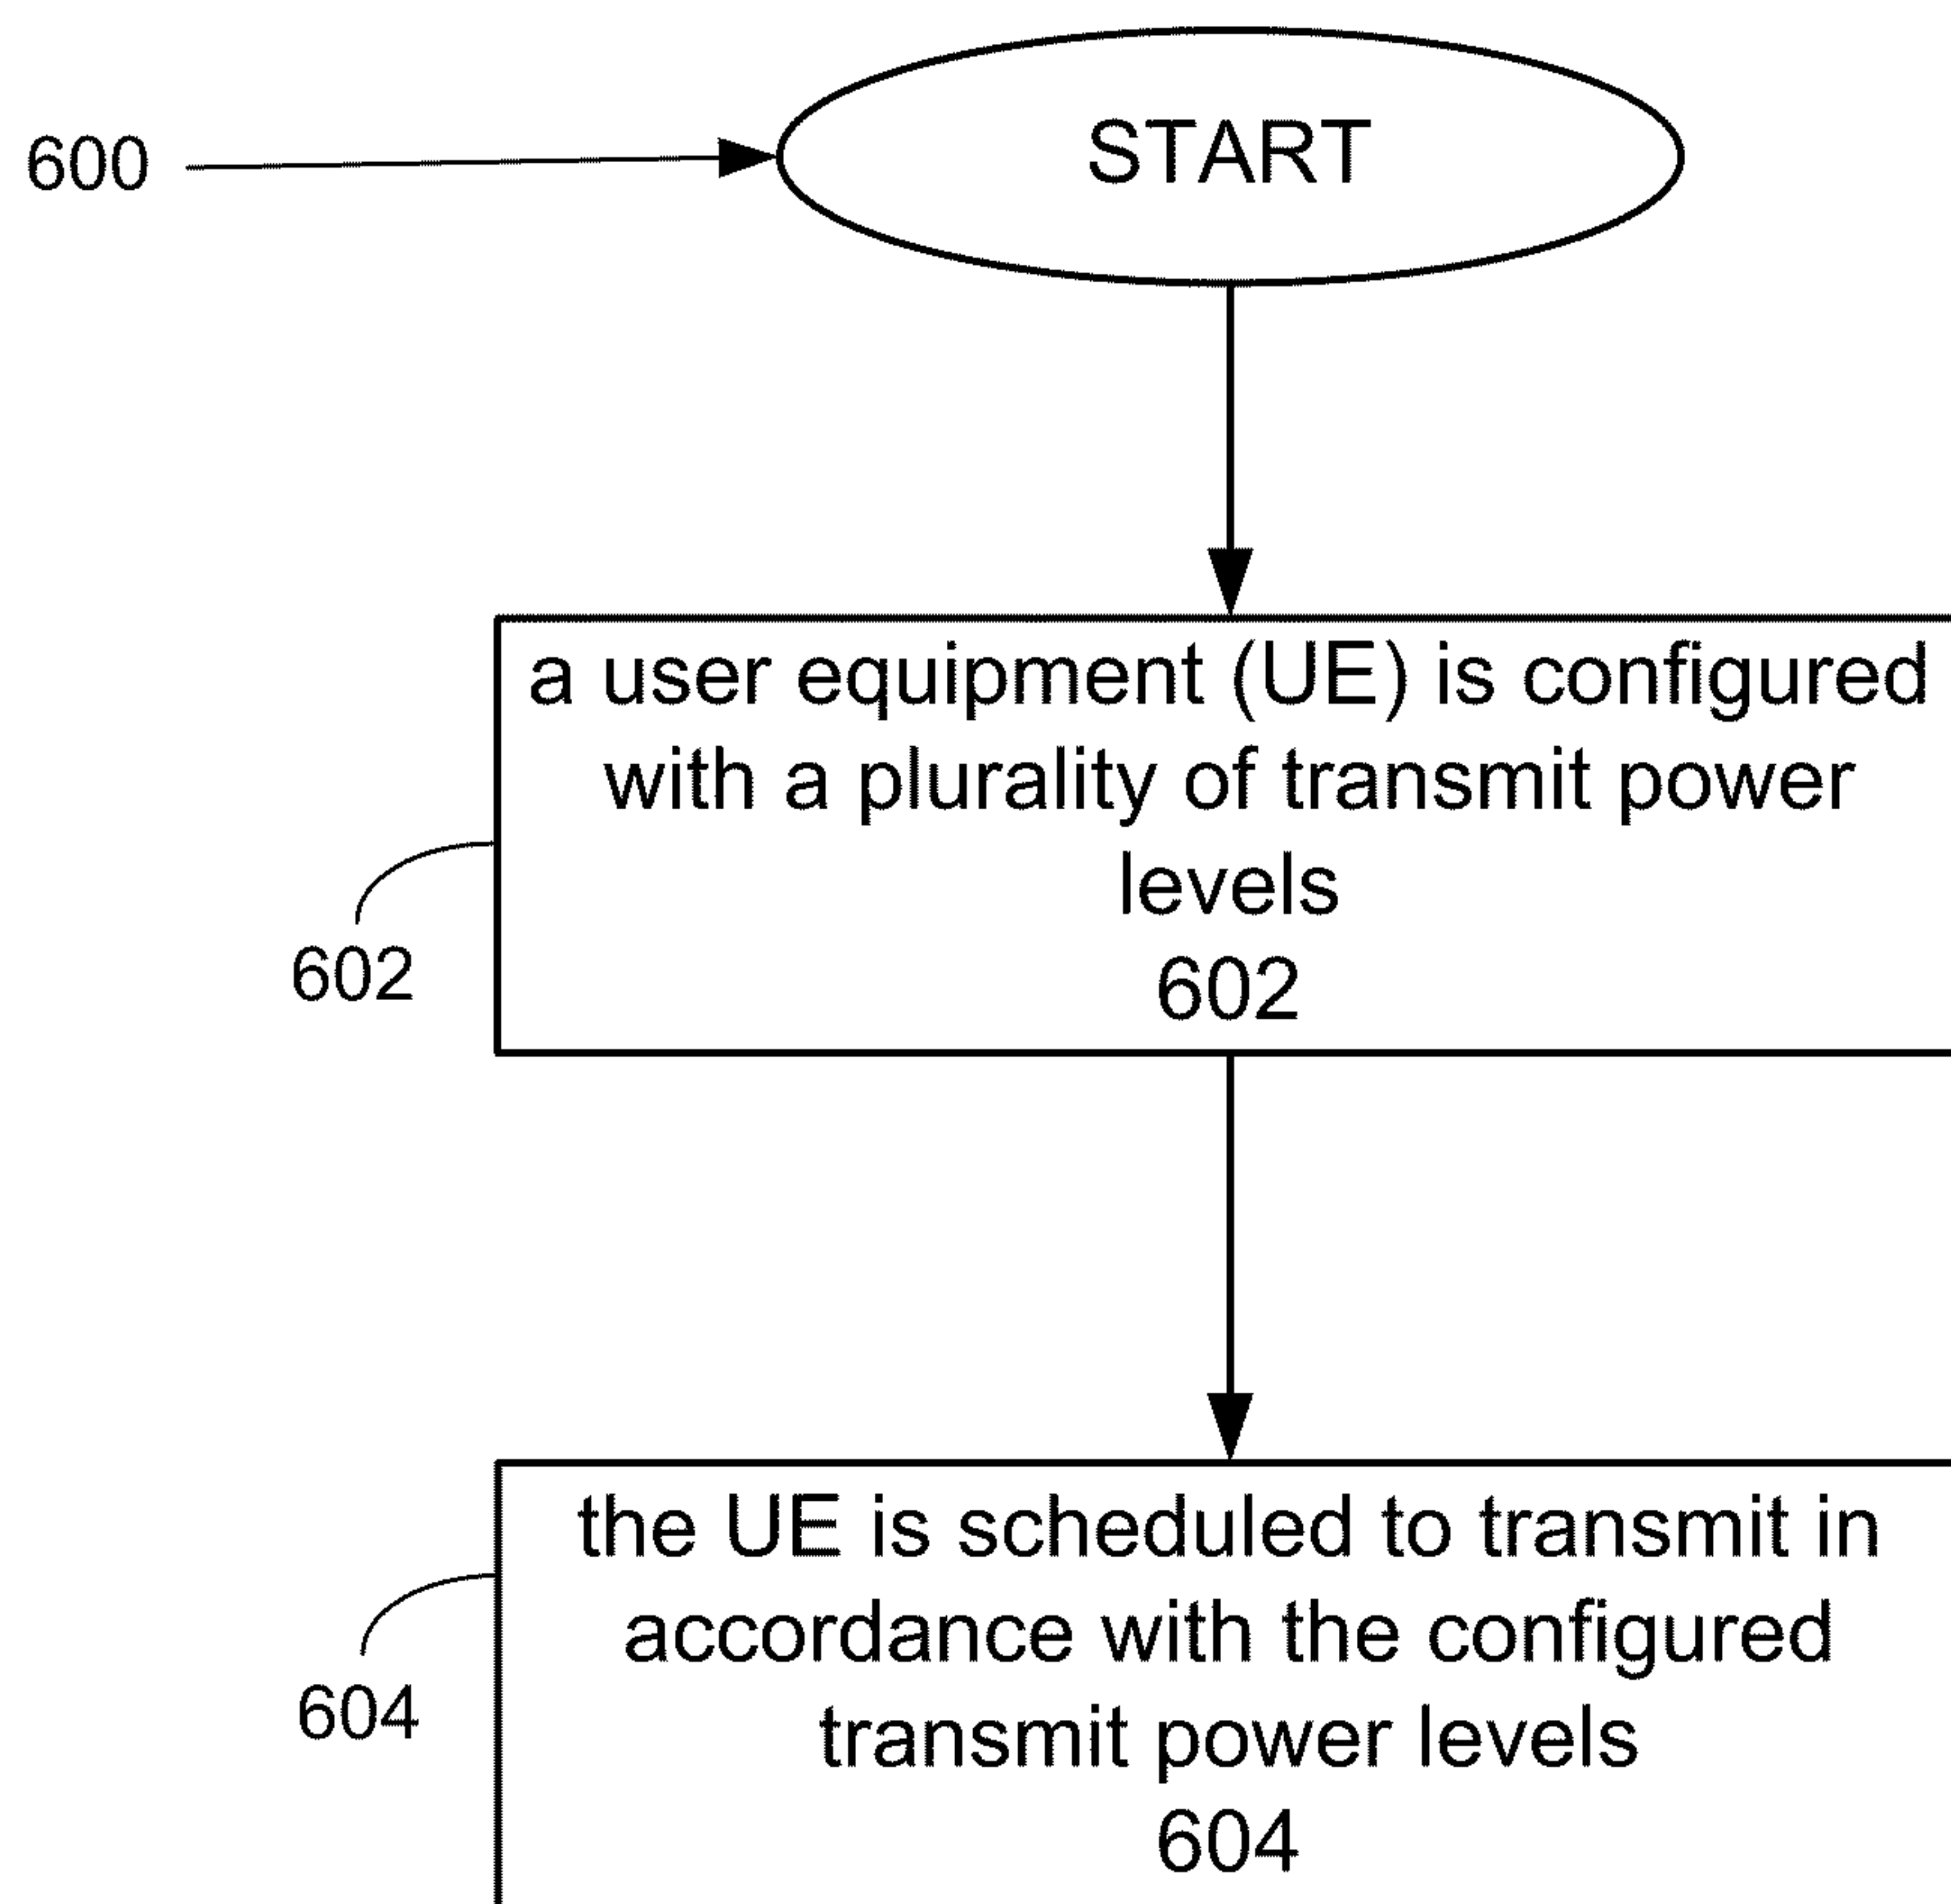 600
START
a user equipment (UE) is configured
with a plurality of transmit power
levels
602
602
the UE is scheduled to transmit in
accordance with the configured
transmit power levels
604
604